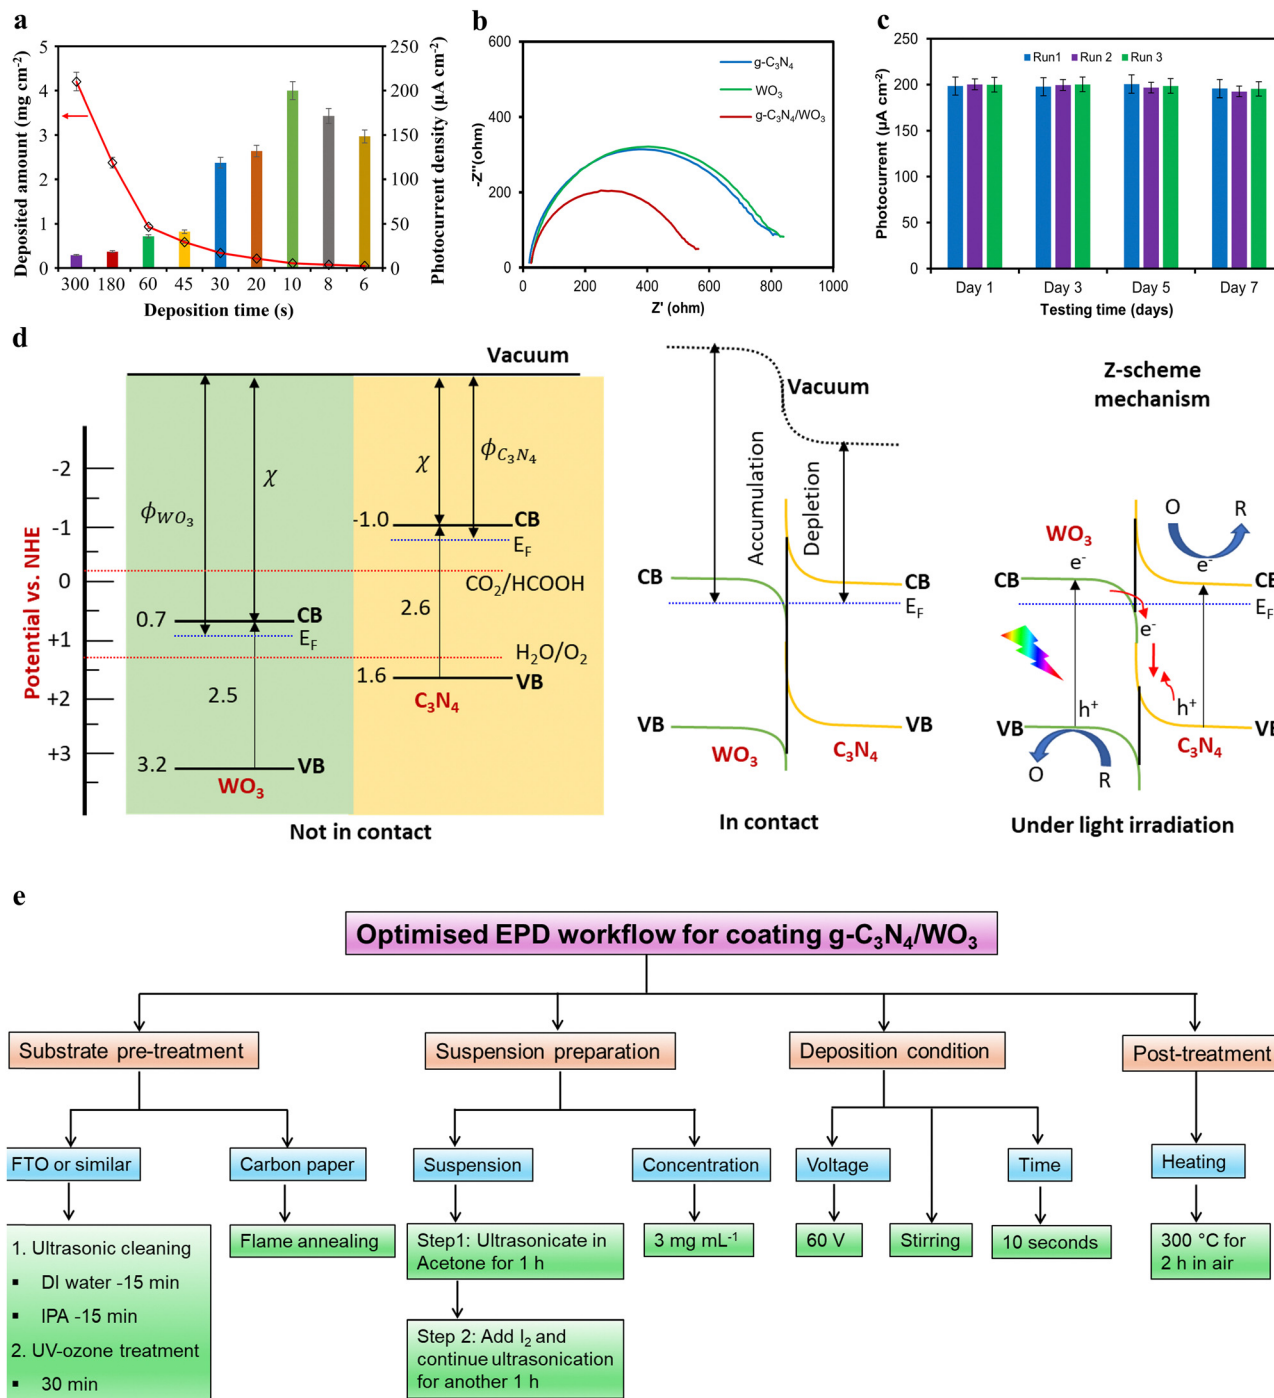 a
Deposited amount (mg cm⁻²)
5
4
3
2
1
0
250
200
150
100
50
0
Photocurrent density (µA cm⁻²)
300 180 60 45 30 20 10 8 6
Deposition time (s)
b
-Z''(ohm)
600
400
200
0
g-C₃N₄
WO₃
g-C₃N₄/WO₃
0 200 400 600 800 1000
Z' (ohm)
c
Photocurrent (µA cm⁻²)
250
200
150
100
50
0
Run1 Run 2 Run 3
Day 1 Day 3 Day 5 Day 7
Testing time (days)
d
Vacuum
Potential vs. NHE
-2
-1
0
+1
+2
+3
ϕWO₃
χ
χ
ϕC₃N₄
-1.0 CB
E_F
CO₂/HCOOH
2.6
0.7 CB
E_F
H₂O/O₂
1.6 VB
C₃N₄
2.5
3.2 VB
WO₃
Not in contact
Vacuum
Accumulation
Depletion
CB CB
E_F
VB VB
WO₃ C₃N₄
In contact
Z-scheme
mechanism
O R
WO₃
e⁻ e⁻
CB CB
E_F
e⁻
h⁺ h⁺
VB VB
C₃N₄
O R
Under light irradiation
e
Optimised EPD workflow for coating g-C₃N₄/WO₃
Substrate pre-treatment
Suspension preparation
Deposition condition
Post-treatment
FTO or similar
Carbon paper
Suspension
Concentration
Voltage
Time
Heating
1. Ultrasonic cleaning
▪ DI water -15 min
▪ IPA -15 min
2. UV-ozone treatment
▪ 30 min
Flame annealing
Step1: Ultrasonicate in
Acetone for 1 h
Step 2: Add I₂ and
continue ultrasonication
for another 1 h
3 mg mL⁻¹
60 V
Stirring
10 seconds
300 °C for
2 h in air